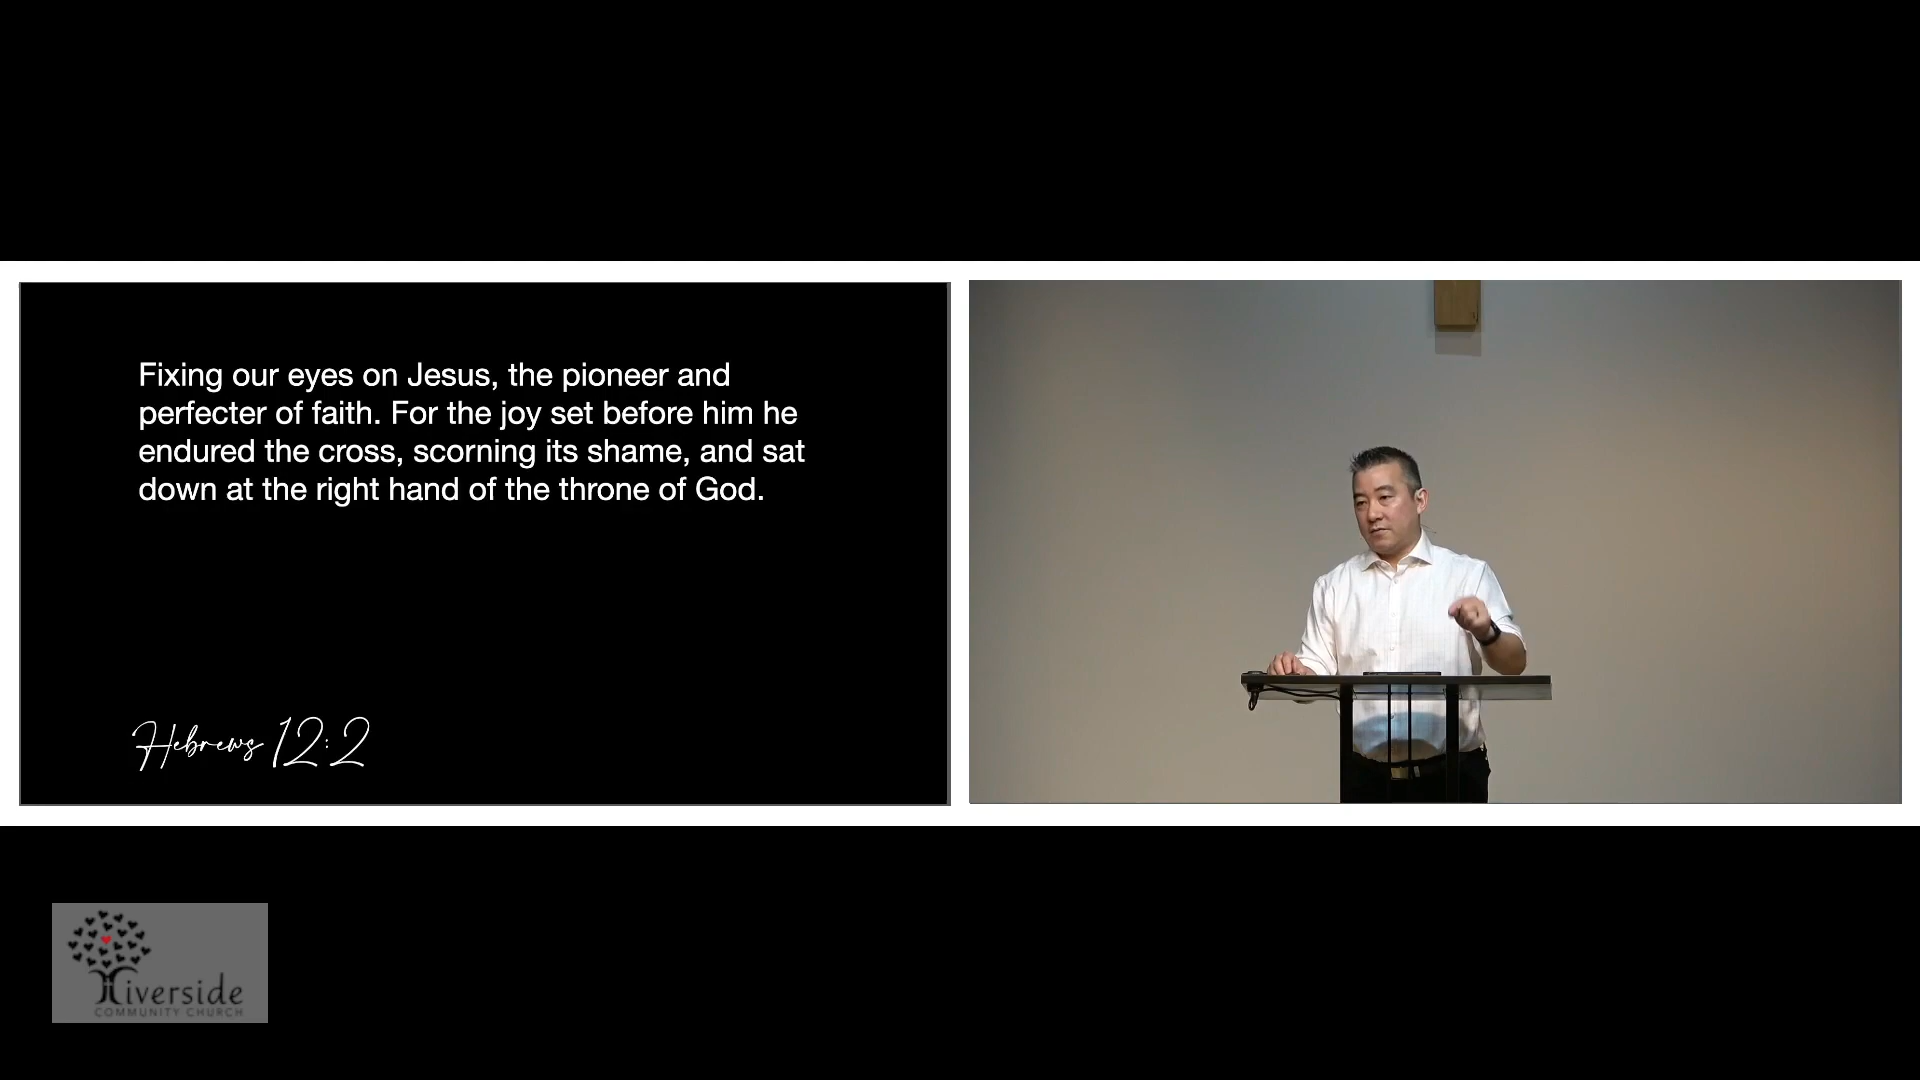 Fixing our eyes on Jesus, the pioneer and
perfecter of faith. For the joy set before him he
endured the cross, scorning its shame, and sat
down at the right hand of the throne of God.
Hebrews 12:2
Riverside
COMMUNITY CHURCH